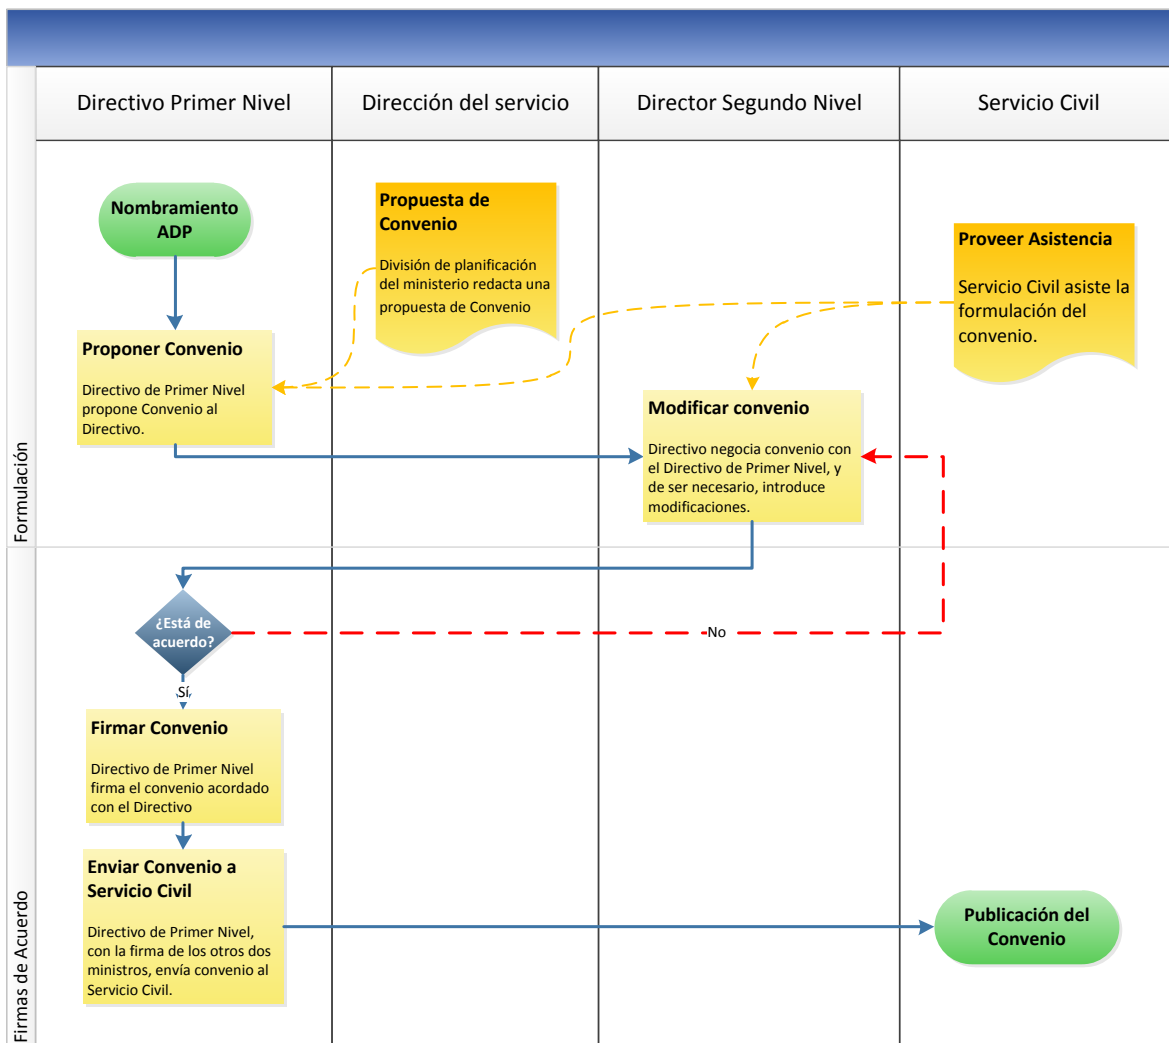 Directivo Primer Nivel
Dirección del servicio
Director Segundo Nivel
Servicio Civil
Formulación
Nombramiento
ADP
Propuesta de
Convenio
División de planificación
del ministerio redacta una
propuesta de Convenio
Proveer Asistencia
Servicio Civil asiste la
formulación del
convenio.
Proponer Convenio
Directivo de Primer Nivel
propone Convenio al
Directivo.
Modificar convenio
Directivo negocia convenio con
el Directivo de Primer Nivel, y
de ser necesario, introduce
modificaciones.
Firmas de Acuerdo
¿Está de
acuerdo?
No
Sí
Firmar Convenio
Directivo de Primer Nivel
firma el convenio acordado
con el Directivo
Enviar Convenio a
Servicio Civil
Directivo de Primer Nivel,
con la firma de los otros dos
ministros, envía convenio al
Servicio Civil.
Publicación del
Convenio